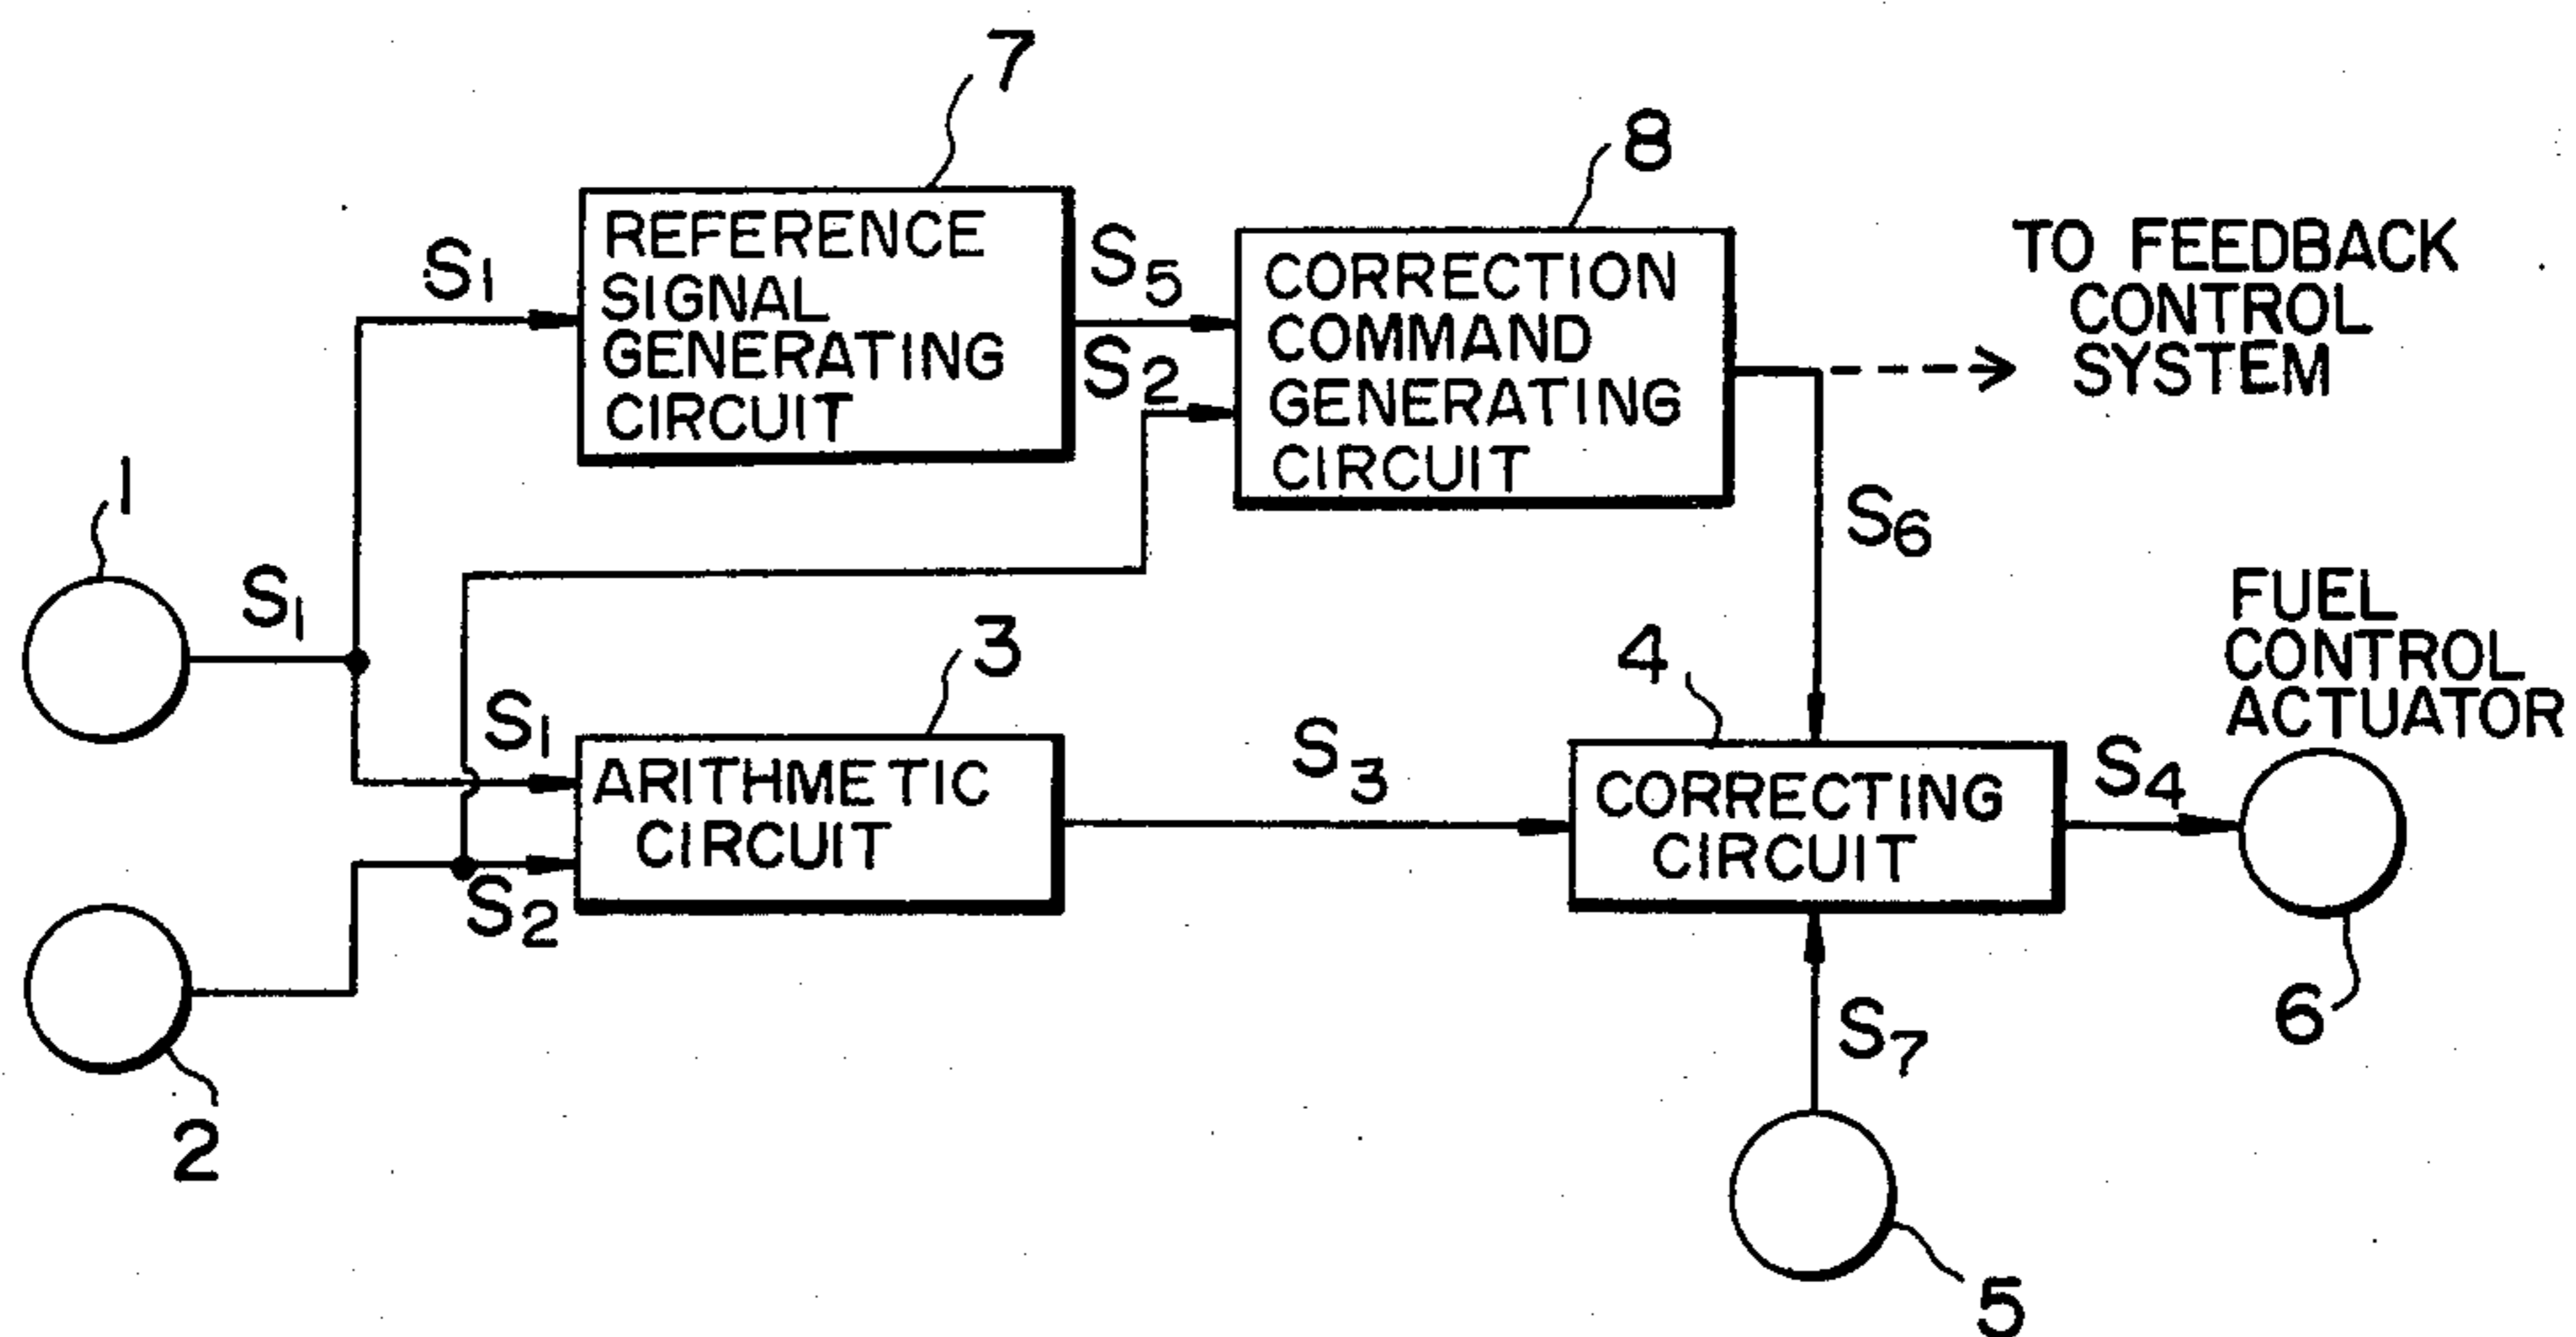 7
8
REFERENCE
SIGNAL
GENERATING
CIRCUIT
S1
S5
S2
CORRECTION
COMMAND
GENERATING
CIRCUIT
TO FEEDBACK
CONTROL
SYSTEM
1
S1
S6
3
4
FUEL
CONTROL
ACTUATOR
S1
ARITHMETIC
CIRCUIT
S2
S3
CORRECTING
CIRCUIT
S4
6
2
S7
5